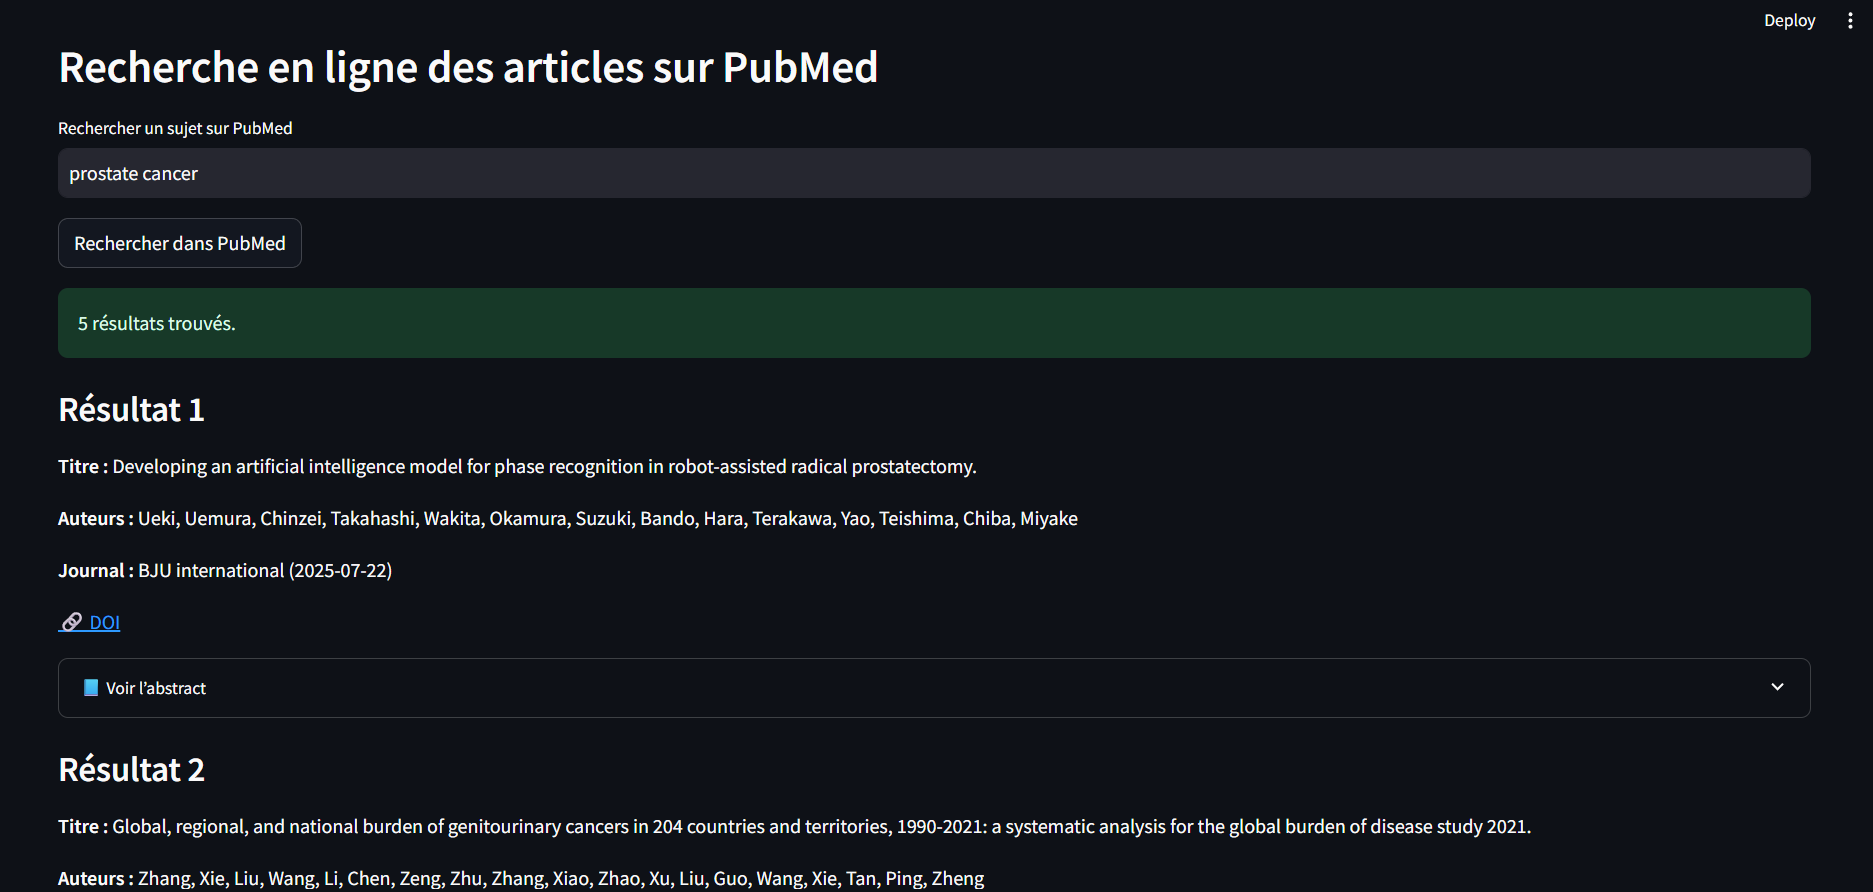 Deploy
Recherche en ligne des articles sur PubMed
Rechercher un sujet sur PubMed
prostate cancer
Rechercher dans PubMed
5 résultats trouvés.
Résultat 1
Titre : Developing an artificial intelligence model for phase recognition in robot-assisted radical prostatectomy.
Auteurs : Ueki, Uemura, Chinzei, Takahashi, Wakita, Okamura, Suzuki, Bando, Hara, Terakawa, Yao, Teishima, Chiba, Miyake
Journal : BJU international (2025-07-22)
DOI
Voir l’abstract
Résultat 2
Titre : Global, regional, and national burden of genitourinary cancers in 204 countries and territories, 1990-2021: a systematic analysis for the global burden of disease study 2021.
Auteurs : Zhang, Xie, Liu, Wang, Li, Chen, Zeng, Zhu, Zhang, Xiao, Zhao, Xu, Liu, Guo, Wang, Xie, Tan, Ping, Zheng